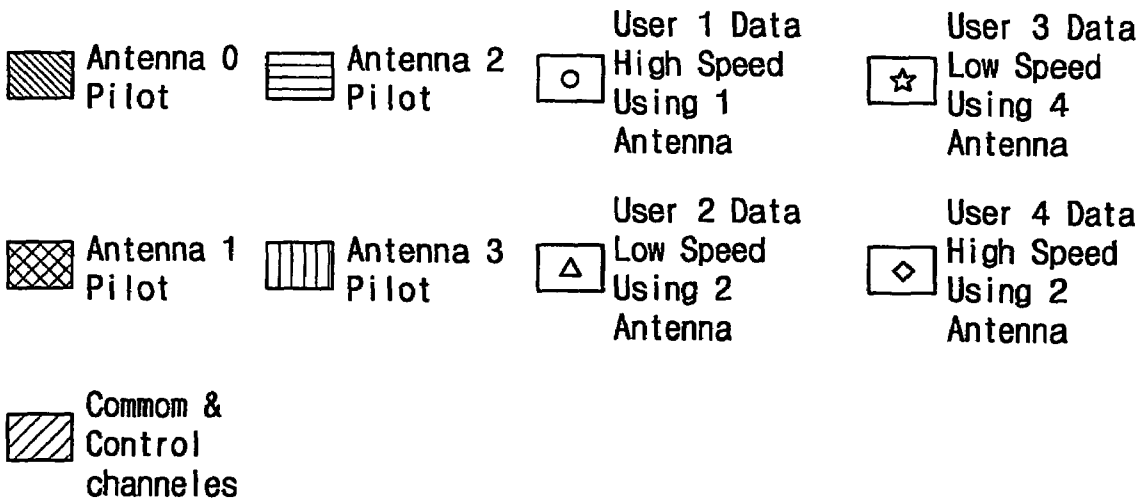 Antenna 0
Pilot
Antenna 2
Pilot
User 1 Data
High Speed
Using 1
Antenna
User 3 Data
Low Speed
Using 4
Antenna
Antenna 1
Pilot
Antenna 3
Pilot
User 2 Data
Low Speed
Using 2
Antenna
User 4 Data
High Speed
Using 2
Antenna
Commom &
Control
channeles